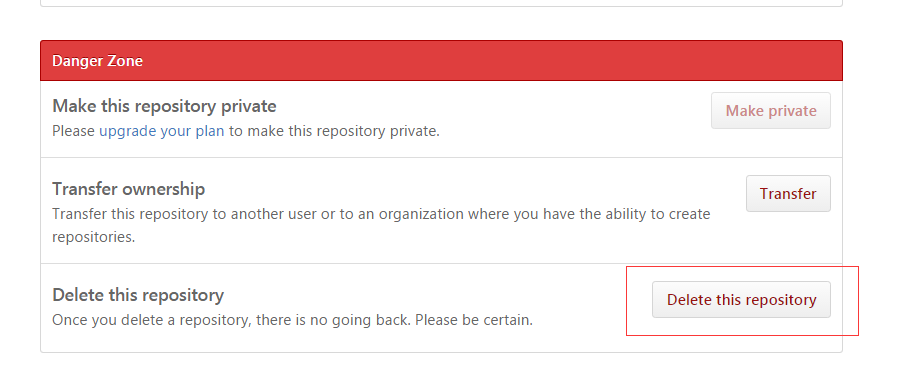 Danger Zone
Make this repository private
Please upgrade your plan to make this repository private.
Make private
Transfer ownership
Transfer this repository to another user or to an organization where you have the ability to create
repositories.
Transfer
Delete this repository
Once you delete a repository, there is no going back. Please be certain.
Delete this repository